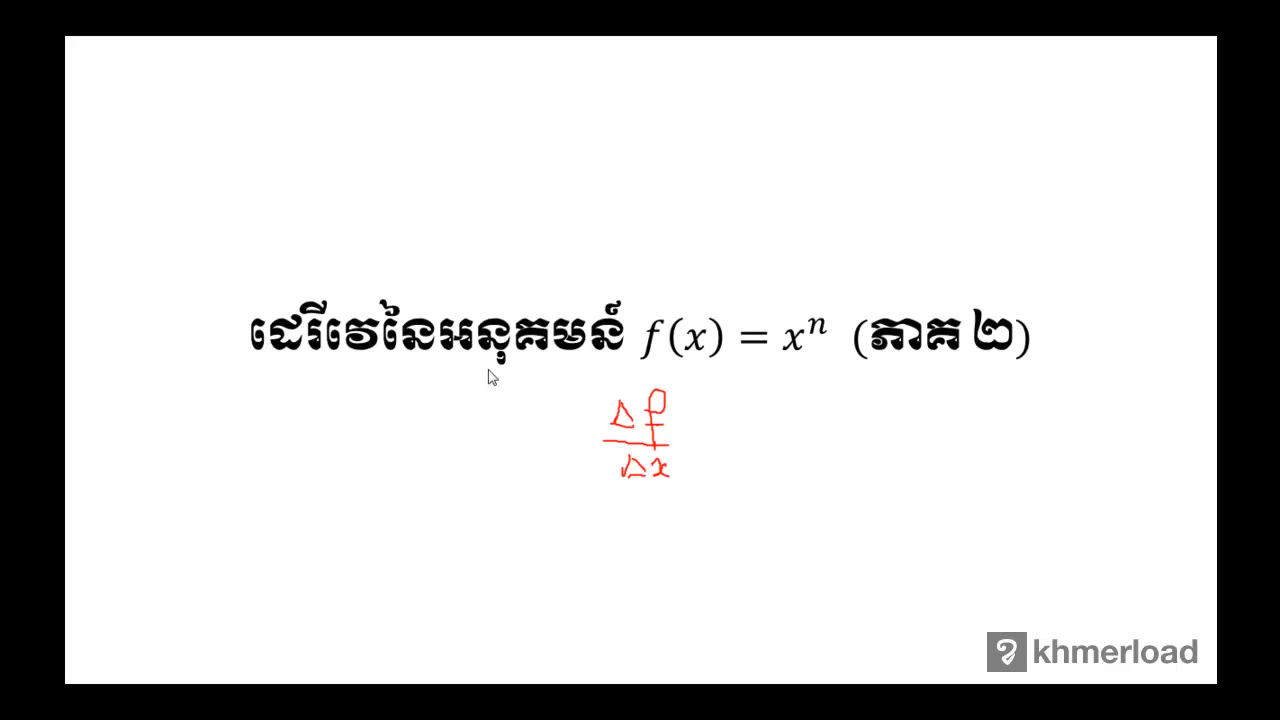 ដេរីវេនៃអនុគមន៍ f(x) = xⁿ (ភាគ ២)
Δf
Δx
khmerload